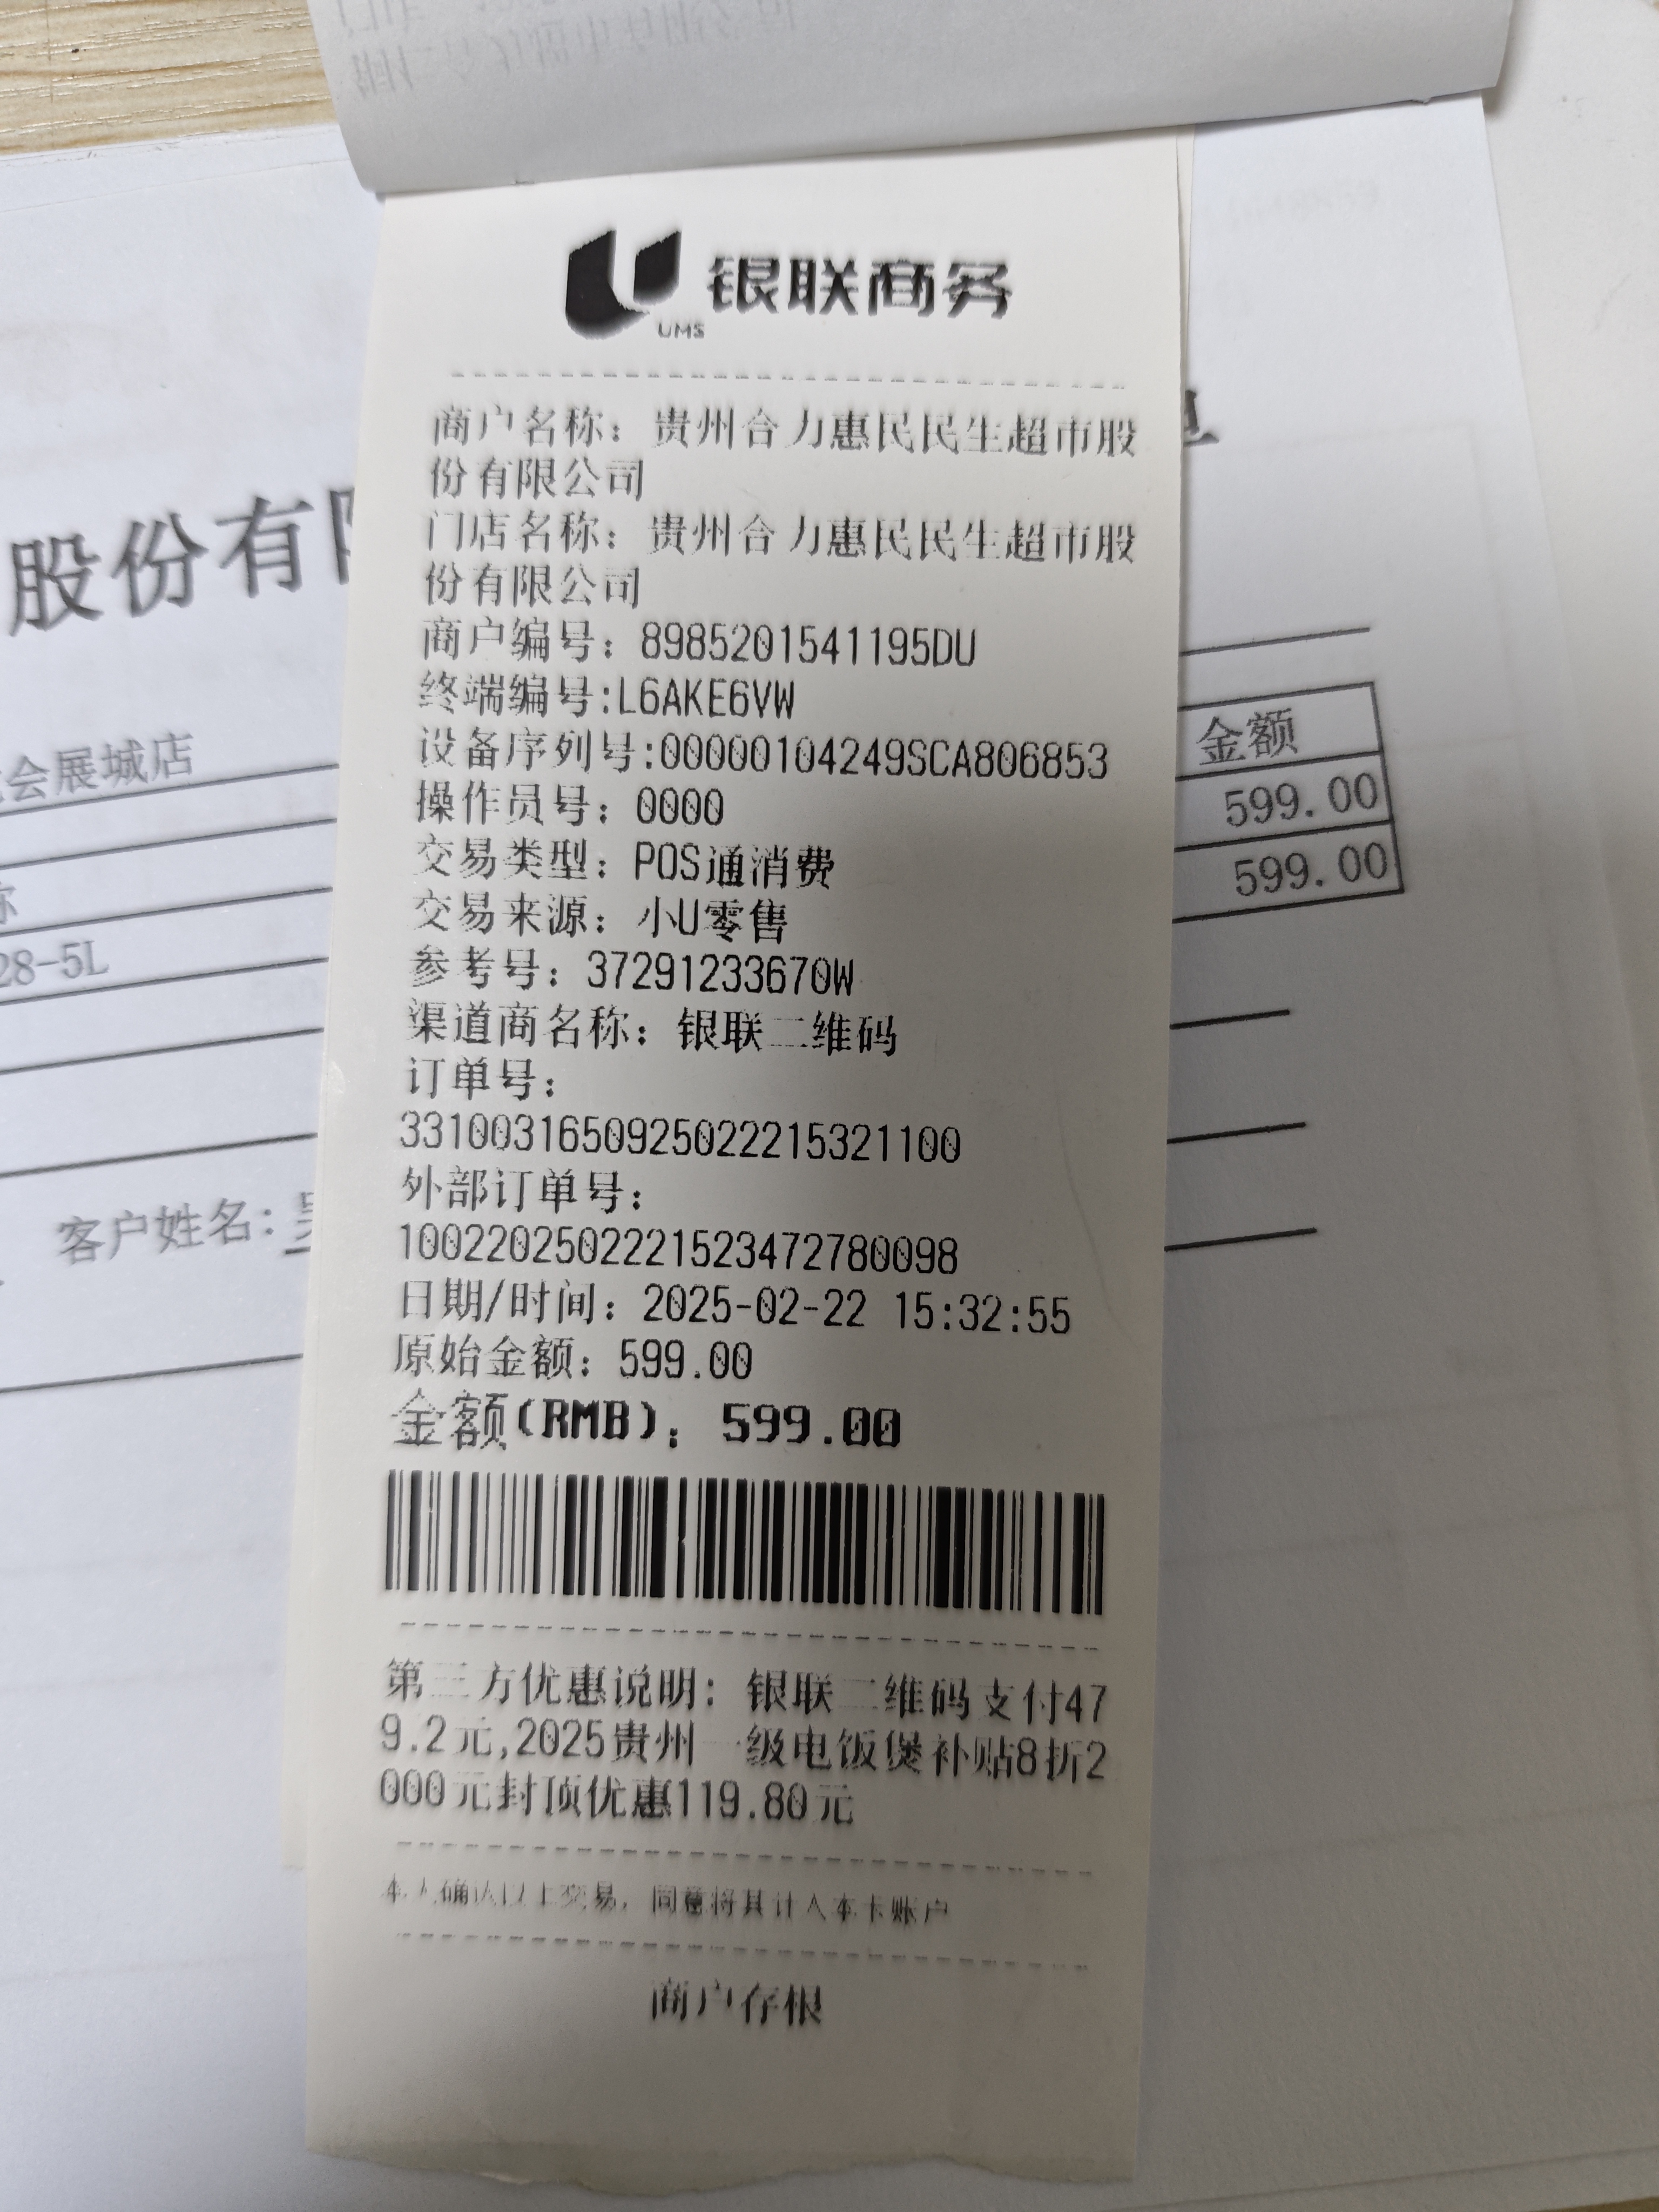 银联商务
UMS
商户名称：贵州合力惠民民生超市股
份有限公司
门店名称：贵州合力惠民民生超市股
份有限公司
商户编号：8985201541195DU
终端编号:L6AKE6VW
设备序列号:00000104249SCA806853
操作员号：0000
交易类型：POS通消费
交易来源：小U零售
参考号：37291233670W
渠道商名称：银联二维码
订单号：
33100316509250222215321100
外部订单号：
10022025022215234727800​98
日期/时间：2025-02-22 15:32:55
原始金额：599.00
金额(RMB)：599.00
第三方优惠说明：银联二维码支付47
9.2元,2025贵州一级电饭煲补贴8折2
000元封顶优惠119.80元
本人确认以上交易，同意将其计入本卡账户
商户存根
股份有
会展城店
28-5L
客户姓名：
金额
599.00
599.00